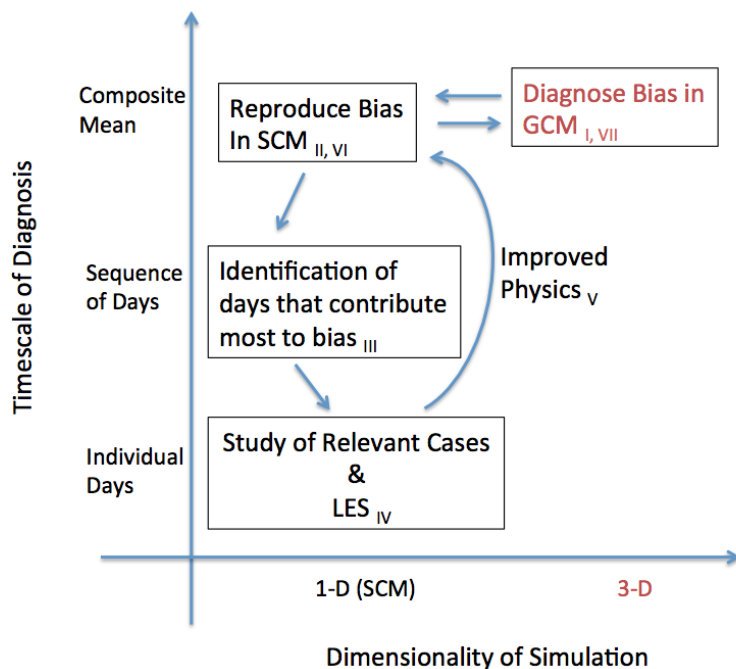 Timescale of Diagnosis
Composite
Mean
Reproduce Bias
In SCM II, VI
Diagnose Bias in
GCM I, VII
Sequence
of Days
Identification of
days that contribute
most to bias III
Improved
Physics V
Individual
Days
Study of Relevant Cases
&
LES IV
1-D (SCM)
3-D
Dimensionality of Simulation